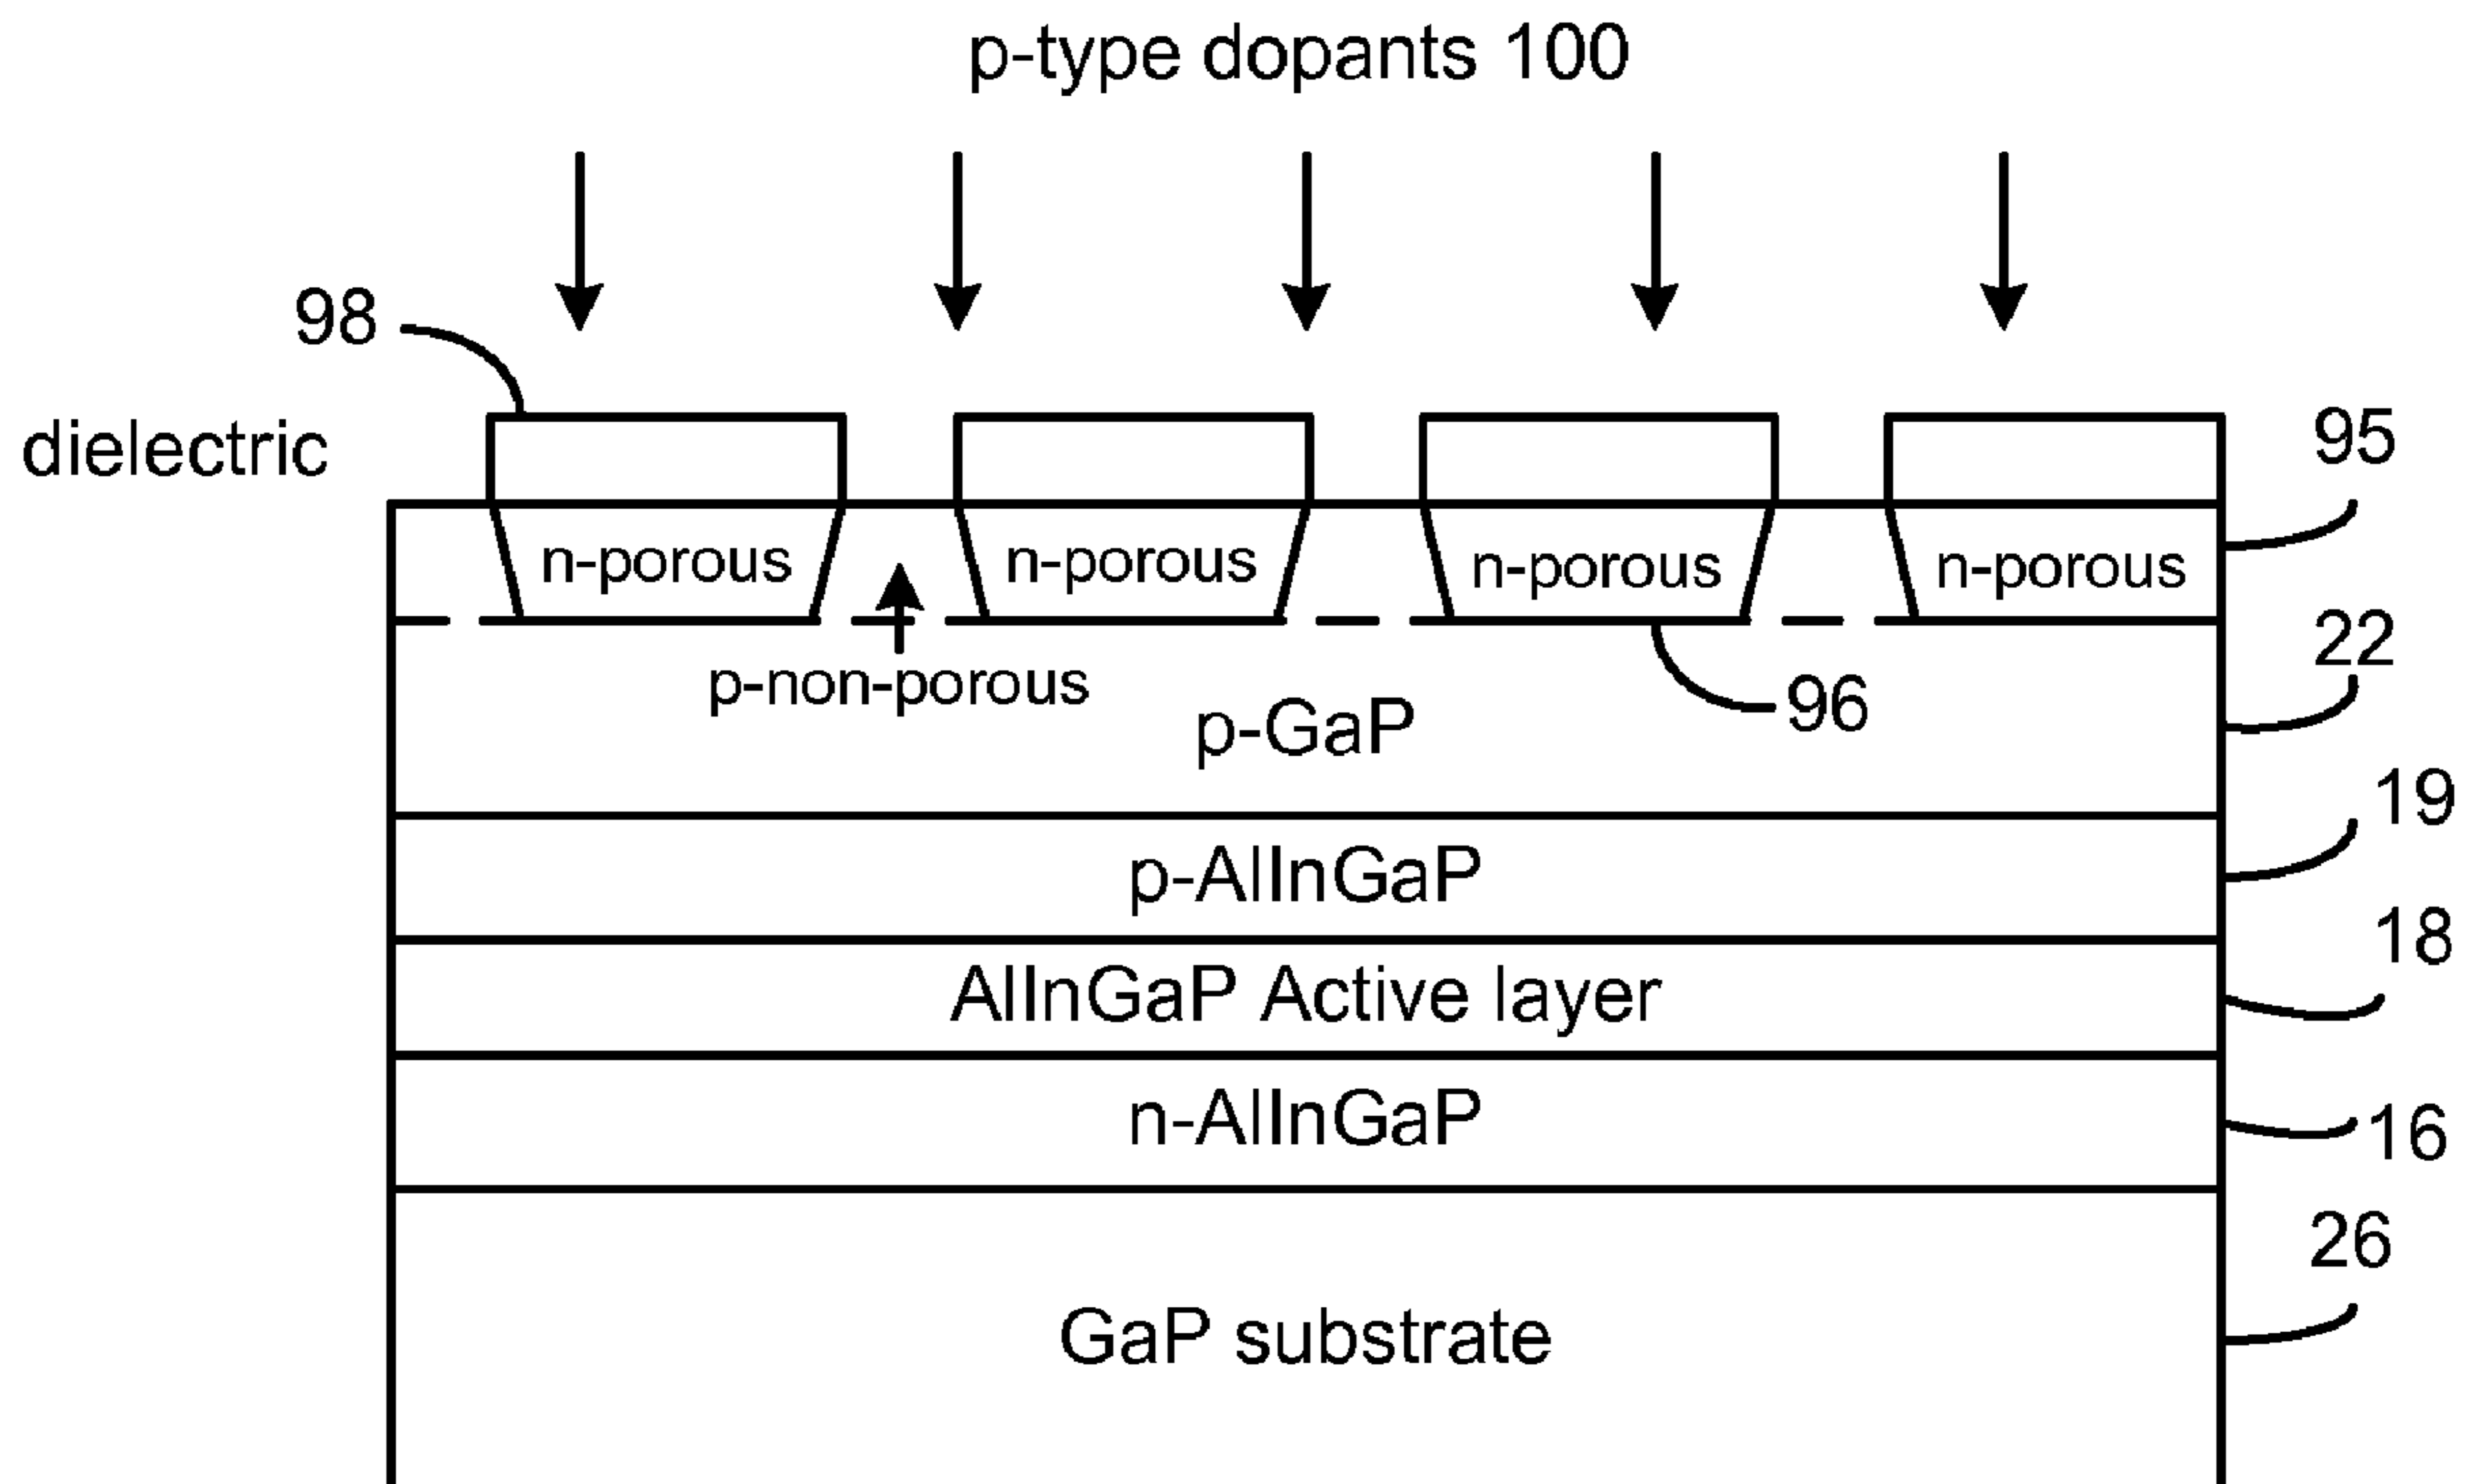 p-type dopants 100
98
dielectric
95
n-porous
n-porous
n-porous
n-porous
22
p-non-porous
96
p-GaP
19
p-AlInGaP
18
AlInGaP Active layer
n-AlInGaP
16
26
GaP substrate